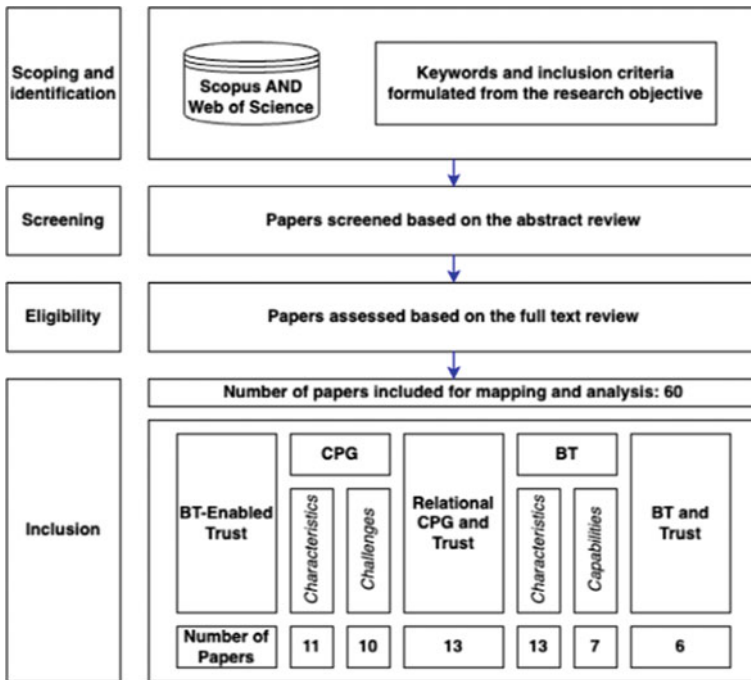 Scoping and
identification
Scopus AND
Web of Science
Keywords and inclusion criteria
formulated from the research objective
Screening
Papers screened based on the abstract review
Eligibility
Papers assessed based on the full text review
Inclusion
Number of papers included for mapping and analysis: 60
BT-Enabled
Trust
CPG
Characteristics
Challenges
Relational
CPG and
Trust
BT
Characteristics
Capabilities
BT and
Trust
Number of
Papers
11
10
13
13
7
6